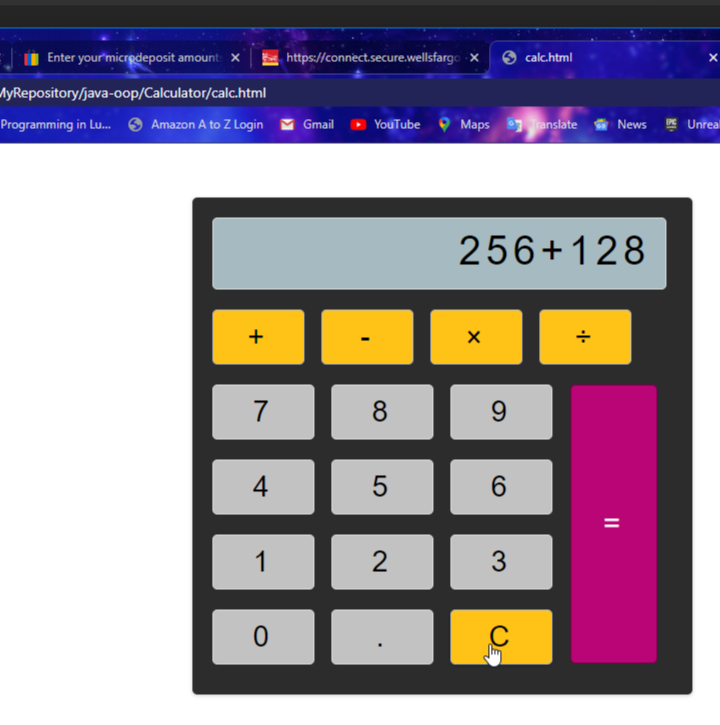 Enter your microdeposit amount
https://connect.secure.wellsfargo
calc.html
MyRepository/java-oop/Calculator/calc.html
Programming in Lu... Amazon A to Z Login Gmail YouTube Maps Translate News Unreal
256+128
+ - × ÷
7 8 9
4 5 6
=
1 2 3
0 . C